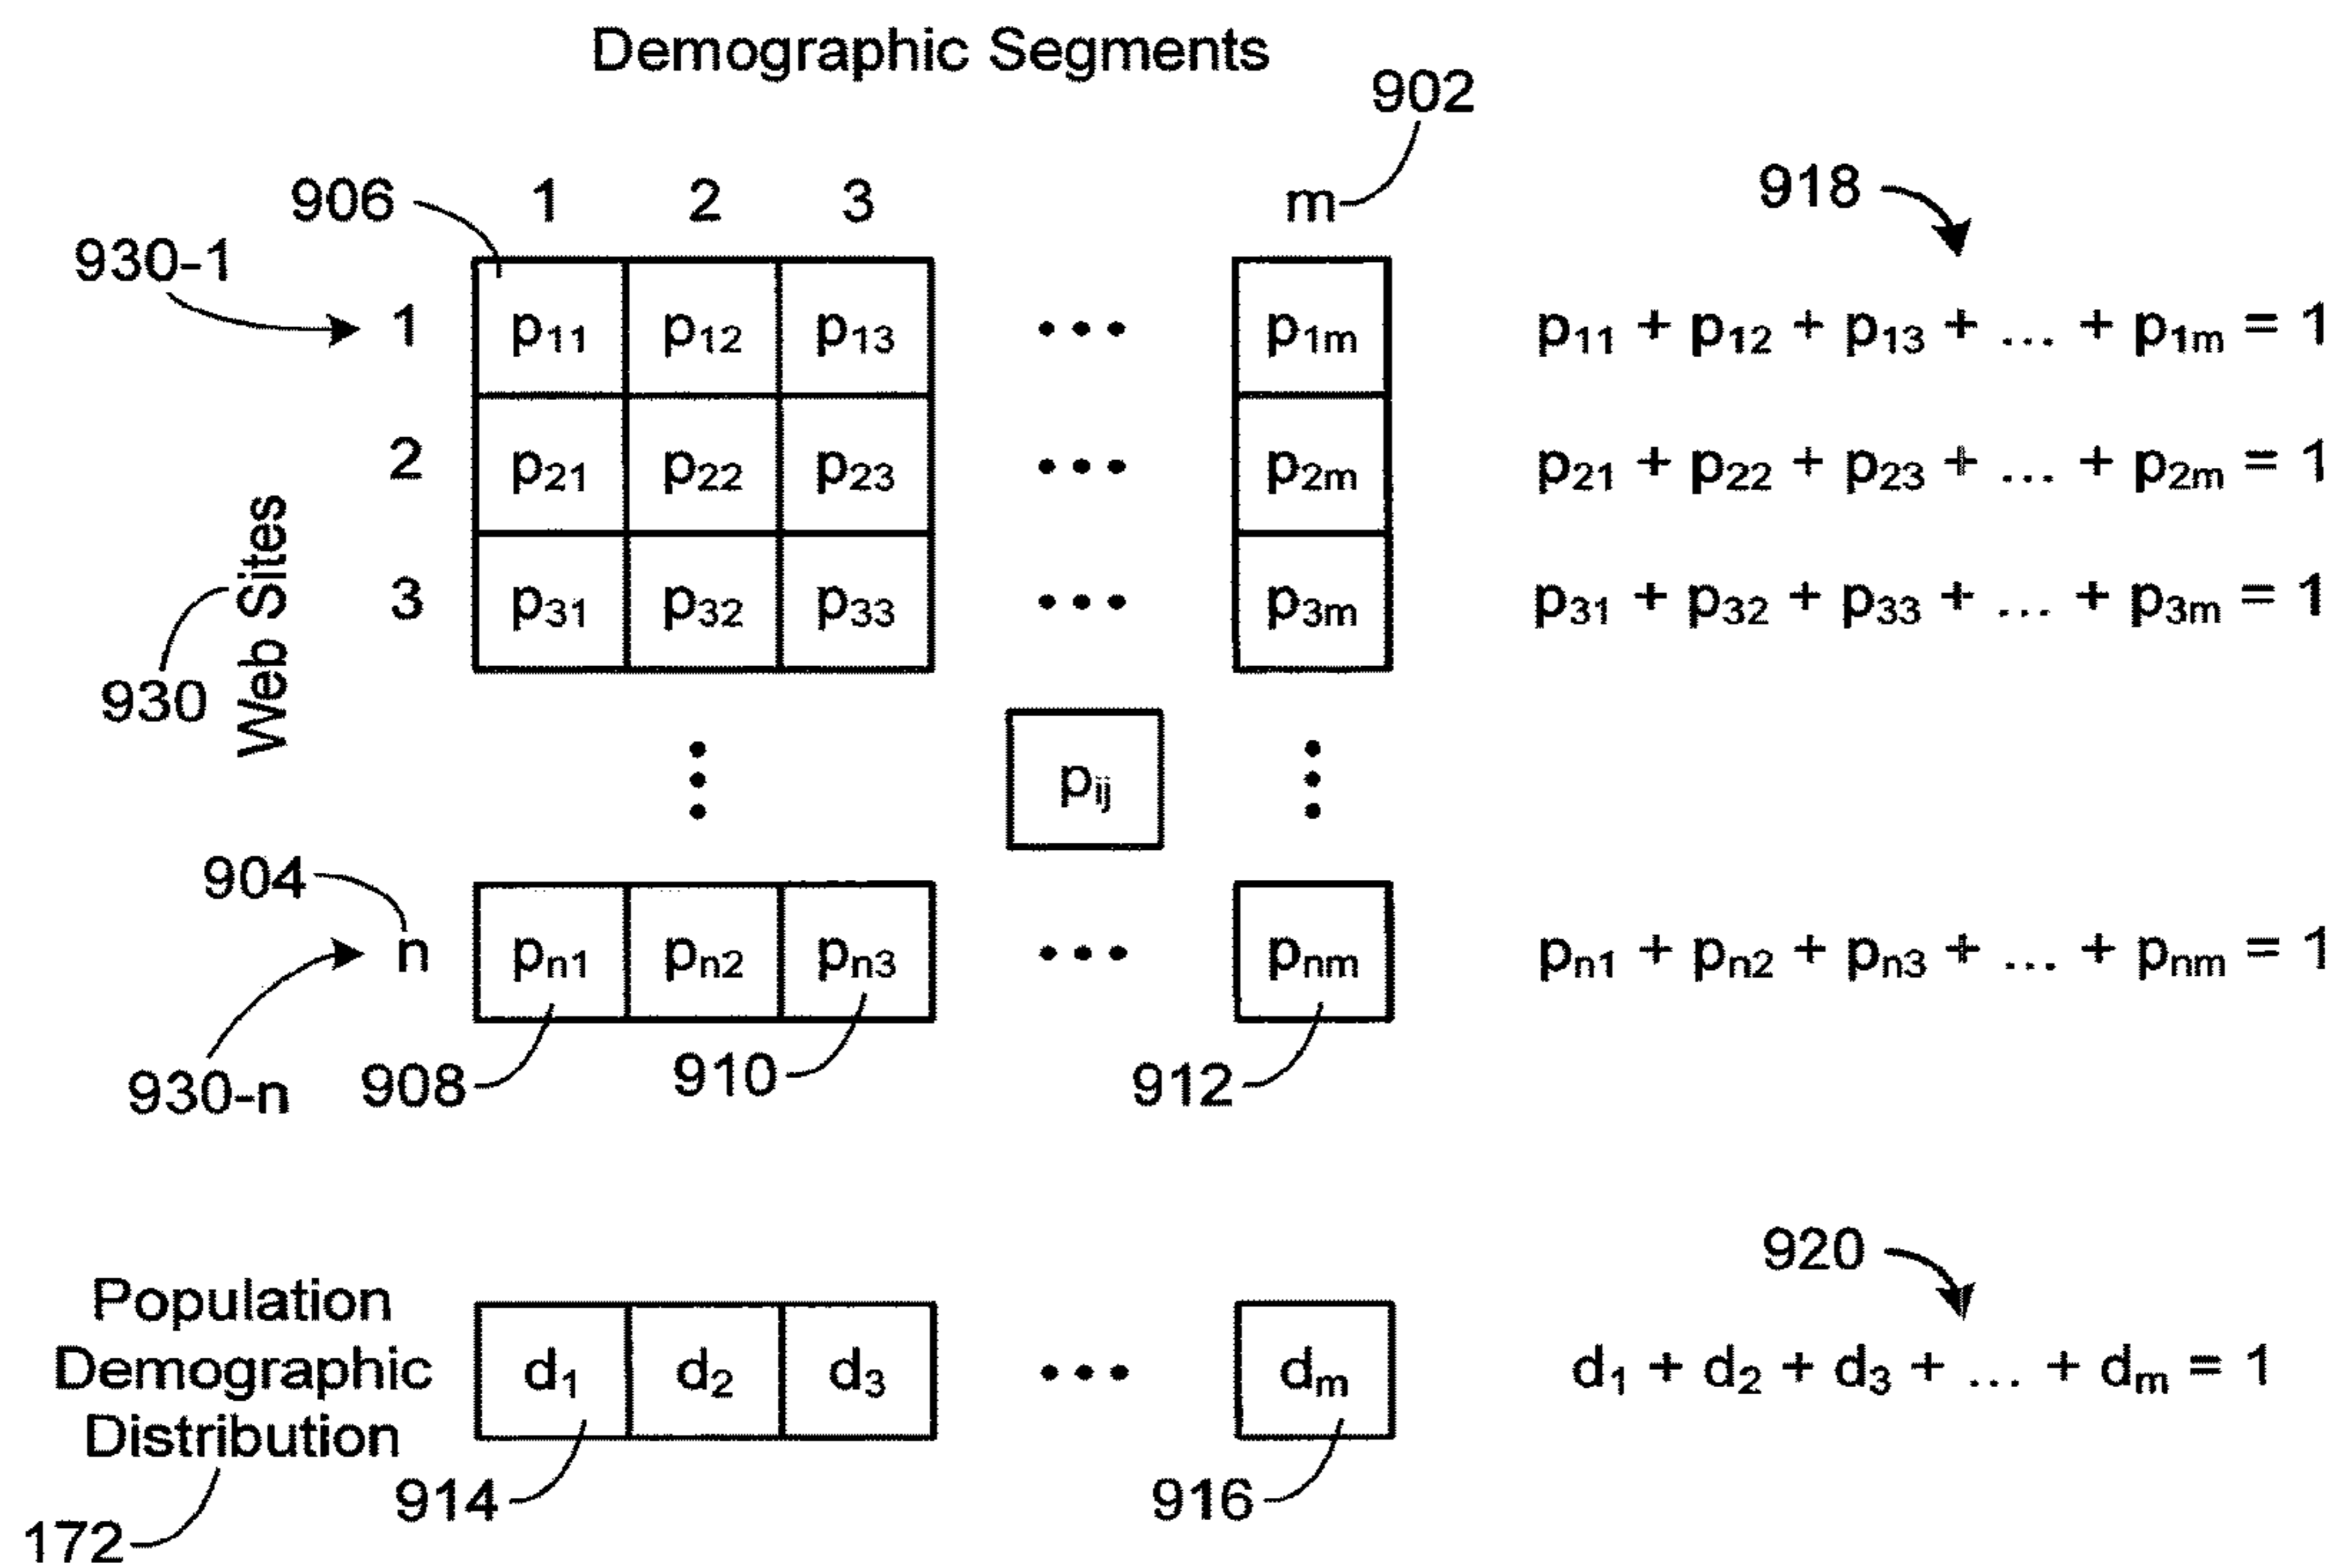 Demographic Segments
902
906 1 2 3 m 918
930-1
1 p₁₁ p₁₂ p₁₃ ••• p₁ₘ p₁₁ + p₁₂ + p₁₃ + ... + p₁ₘ = 1
2 p₂₁ p₂₂ p₂₃ ••• p₂ₘ p₂₁ + p₂₂ + p₂₃ + ... + p₂ₘ = 1
3 p₃₁ p₃₂ p₃₃ ••• p₃ₘ p₃₁ + p₃₂ + p₃₃ + ... + p₃ₘ = 1
Web Sites
930
pᵢⱼ
904
n pₙ₁ pₙ₂ pₙ₃ ••• pₙₘ pₙ₁ + pₙ₂ + pₙ₃ + ... + pₙₘ = 1
930-n 908 910 912
920
Population
Demographic
Distribution
d₁ d₂ d₃ ••• dₘ d₁ + d₂ + d₃ + ... + dₘ = 1
914 916
172